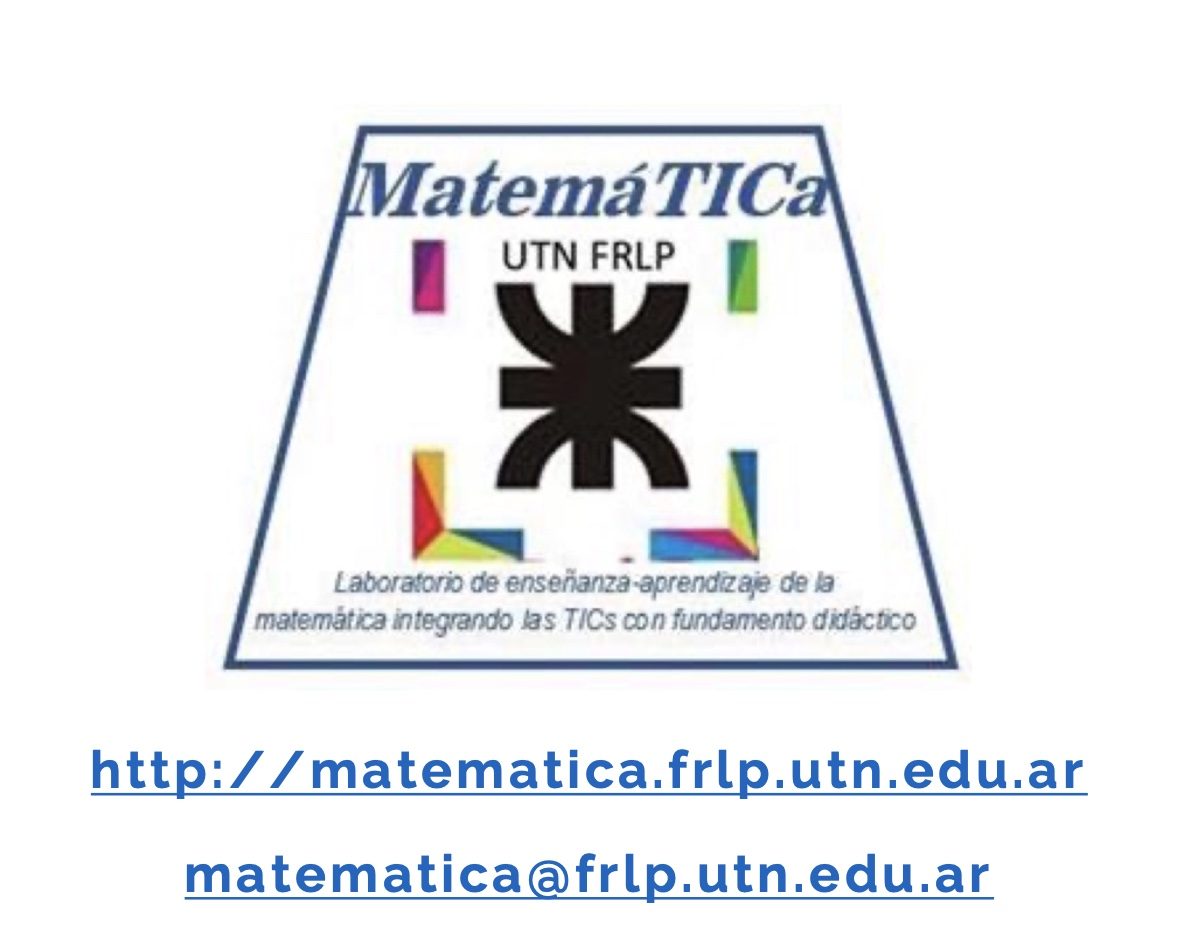 MatemáTICa
UTN FRLP
Laboratorio de enseñanza-aprendizaje de la
matemática integrando las TICs con fundamento didáctico
http://matematica.frlp.utn.edu.ar
matematica@frlp.utn.edu.ar